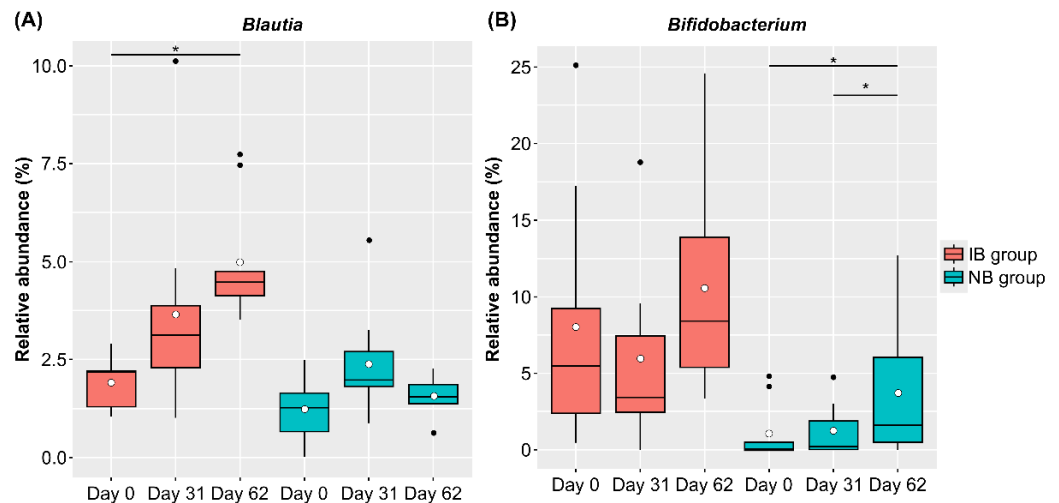 (A)
Blautia
Relative abundance (%)
10.0
7.5
5.0
2.5
0.0
*
Day 0 Day 31 Day 62 Day 0 Day 31 Day 62
(B)
Bifidobacterium
Relative abundance (%)
25
20
15
10
5
0
*
*
Day 0 Day 31 Day 62 Day 0 Day 31 Day 62
IB group
NB group